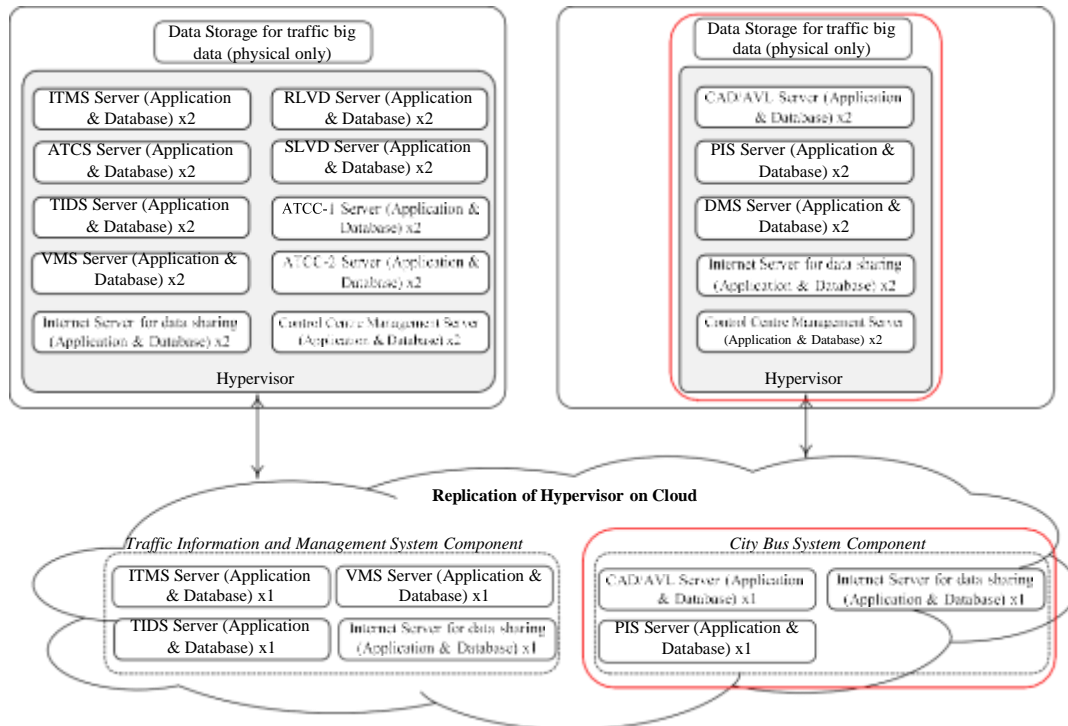 Data Storage for traffic big
data (physical only)
ITMS Server (Application
& Database) x2
RLVD Server (Application
& Database) x2
ATCS Server (Application
& Database) x2
SLVD Server (Application
& Database) x2
TIDS Server (Application
& Database) x2
ATCC-1 Server (Application &
Database) x2
VMS Server (Application &
Database) x2
ATCC-2 Server (Application &
Database) x2
Internet Server for data sharing
(Application & Database) x2
Control Centre Management Server
(Application & Database) x2
Hypervisor
Data Storage for traffic big
data (physical only)
CAD/AVL Server (Application
& Database) x2
PIS Server (Application &
Database) x2
DMS Server (Application &
Database) x2
Internet Server for data sharing
(Application & Database) x2
Control Centre Management Server
(Application & Database) x2
Hypervisor
Replication of Hypervisor on Cloud
Traffic Information and Management System Component
ITMS Server (Application
& Database) x1
VMS Server (Application &
Database) x1
TIDS Server (Application
& Database) x1
Internet Server for data sharing
(Application & Database) x1
City Bus System Component
CAD/AVL Server (Application
& Database) x1
Internet Server for data sharing
(Application & Database) x1
PIS Server (Application &
Database) x1